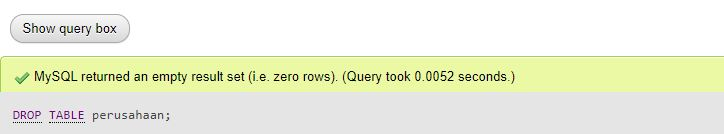 Show query box
MySQL returned an empty result set (i.e. zero rows). (Query took 0.0052 seconds.)
DROP TABLE perusahaan;